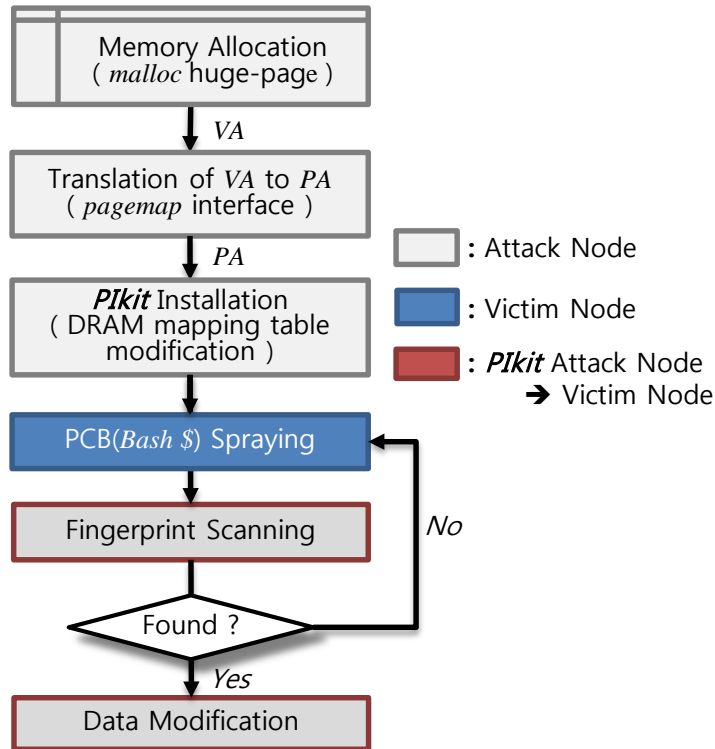 Memory Allocation
( malloc huge-page )
VA
Translation of VA to PA
( pagemap interface )
PA
PIkit Installation
( DRAM mapping table
modification )
PCB(Bash $) Spraying
Fingerprint Scanning
No
Found ?
Yes
Data Modification
: Attack Node
: Victim Node
: PIkit Attack Node
➔ Victim Node